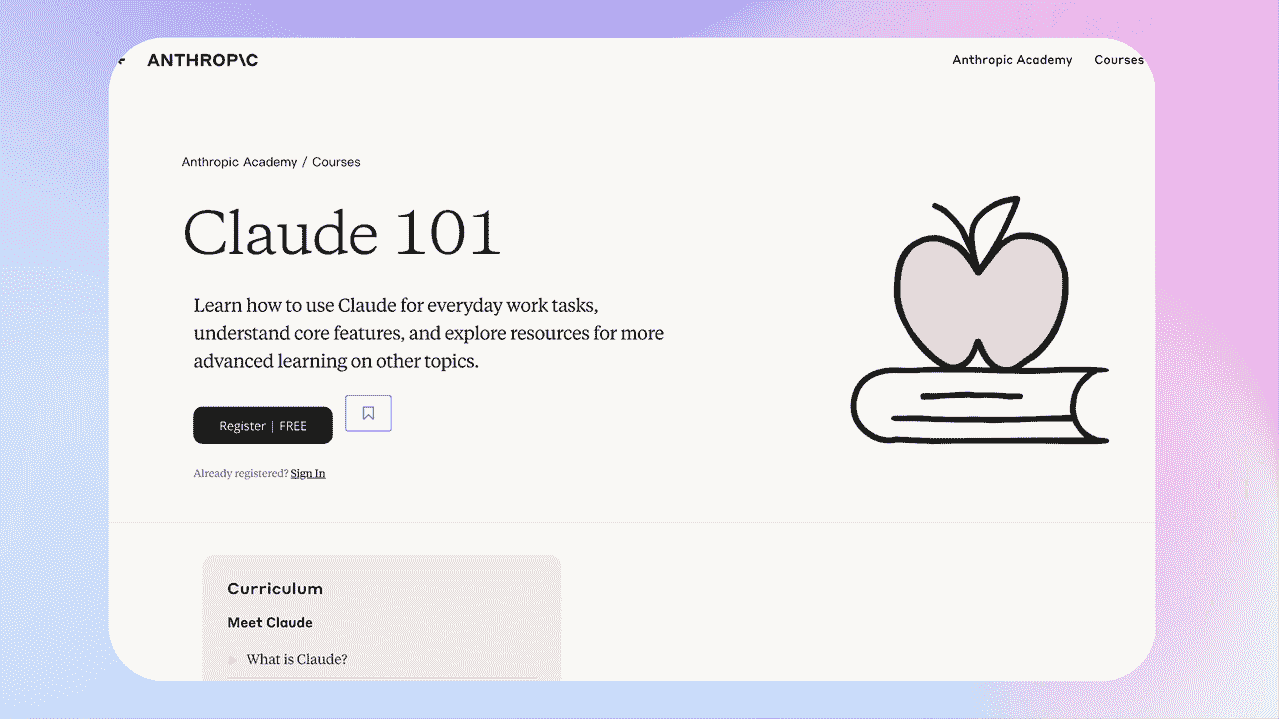 ANTHROP\C
Anthropic Academy
Courses
Anthropic Academy / Courses
Claude 101
Learn how to use Claude for everyday work tasks,
understand core features, and explore resources for more
advanced learning on other topics.
Register | FREE
Already registered? Sign In
Curriculum
Meet Claude
What is Claude?